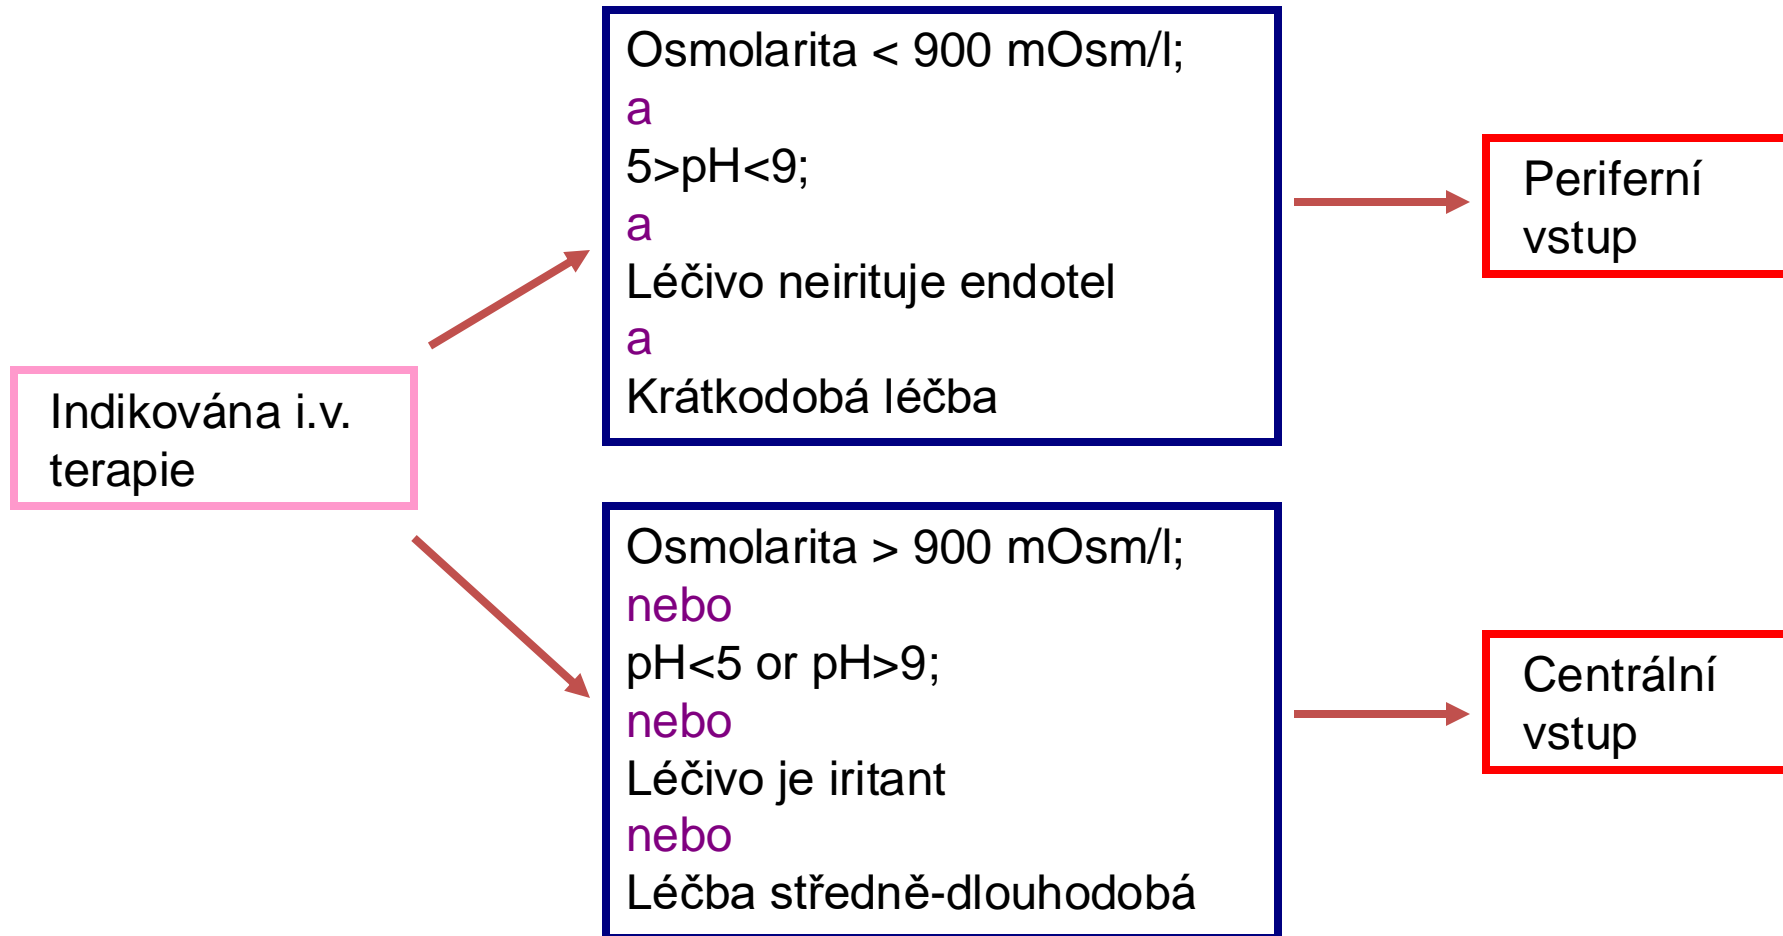 Indikována i.v.
terapie
Osmolarita < 900 mOsm/l;
a
5>pH<9;
a
Léčivo neirituje endotel
a
Krátkodobá léčba
Periferní
vstup
Osmolarita > 900 mOsm/l;
nebo
pH<5 or pH>9;
nebo
Léčivo je iritant
nebo
Léčba středně-dlouhodobá
Centrální
vstup